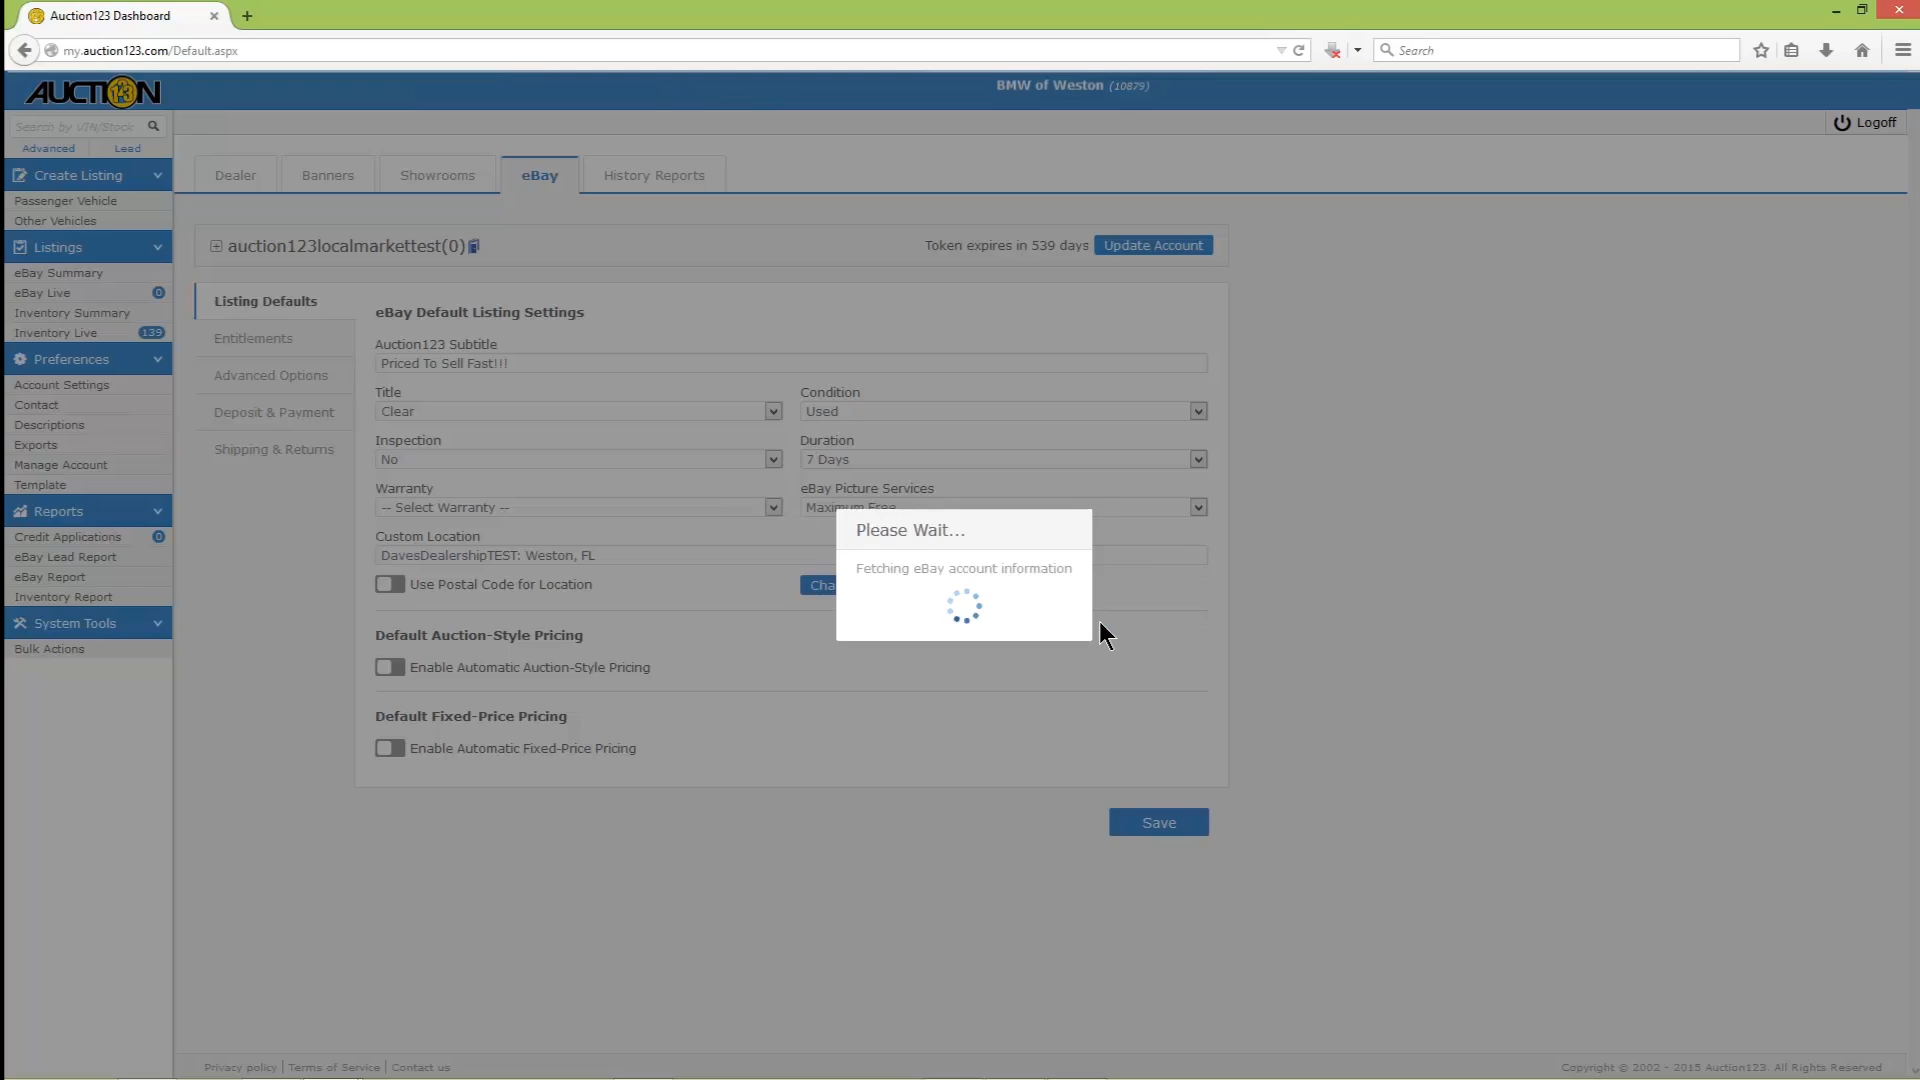 Auction123 Dashboard
my.auction123.com/Default.aspx
Search
AUCTION
123
BMW of Weston (10879)
Search by VIN/Stock
Logoff
Advanced Lead
Create Listing
Passenger Vehicle
Other Vehicles
Listings
eBay Summary
eBay Live 0
Inventory Summary
Inventory Live 139
Preferences
Account Settings
Contact
Descriptions
Exports
Manage Account
Template
Reports
Credit Applications 0
eBay Lead Report
eBay Report
Inventory Report
System Tools
Bulk Actions
Dealer Banners Showrooms eBay History Reports
auction123localmarkettest(0)
Token expires in 539 days Update Account
Listing Defaults
Entitlements
Advanced Options
Deposit & Payment
Shipping & Returns
eBay Default Listing Settings
Auction123 Subtitle
Priced To Sell Fast!!!
Title Condition
Clear Used
Inspection Duration
No 7 Days
Warranty eBay Picture Services
-- Select Warranty -- Maximum Free
Custom Location
DavesDealershipTEST: Weston, FL
Use Postal Code for Location Cha
Please Wait...
Fetching eBay account information
Default Auction-Style Pricing
Enable Automatic Auction-Style Pricing
Default Fixed-Price Pricing
Enable Automatic Fixed-Price Pricing
Save
Privacy policy | Terms of Service | Contact us
Copyright © 2002 - 2015 Auction123. All Rights Reserved